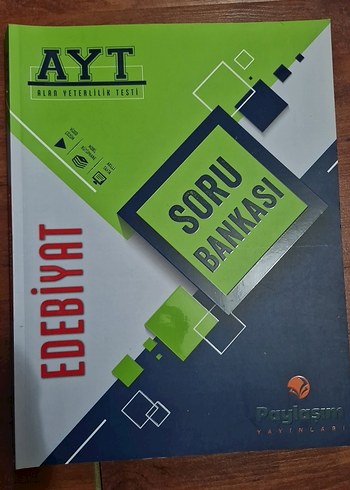 AYT
ALAN YETERLİLİK TESTİ
SORU
BANKASI
EDEBİYAT
Paylaşım
YAYINLARI